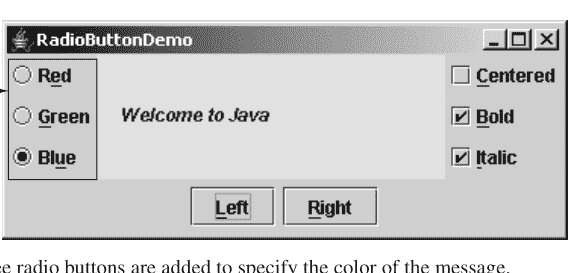 RadioButtonDemo
Red
Green
Blue
Welcome to Java
Centered
Bold
Italic
Left Right
radio buttons are added to specify the color of the message.